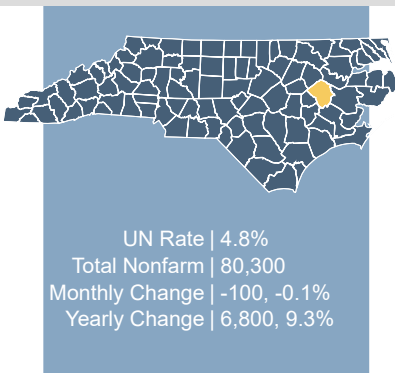 UN Rate | 4.8%
Total Nonfarm | 80,300
Monthly Change | -100, -0.1%
Yearly Change | 6,800, 9.3%